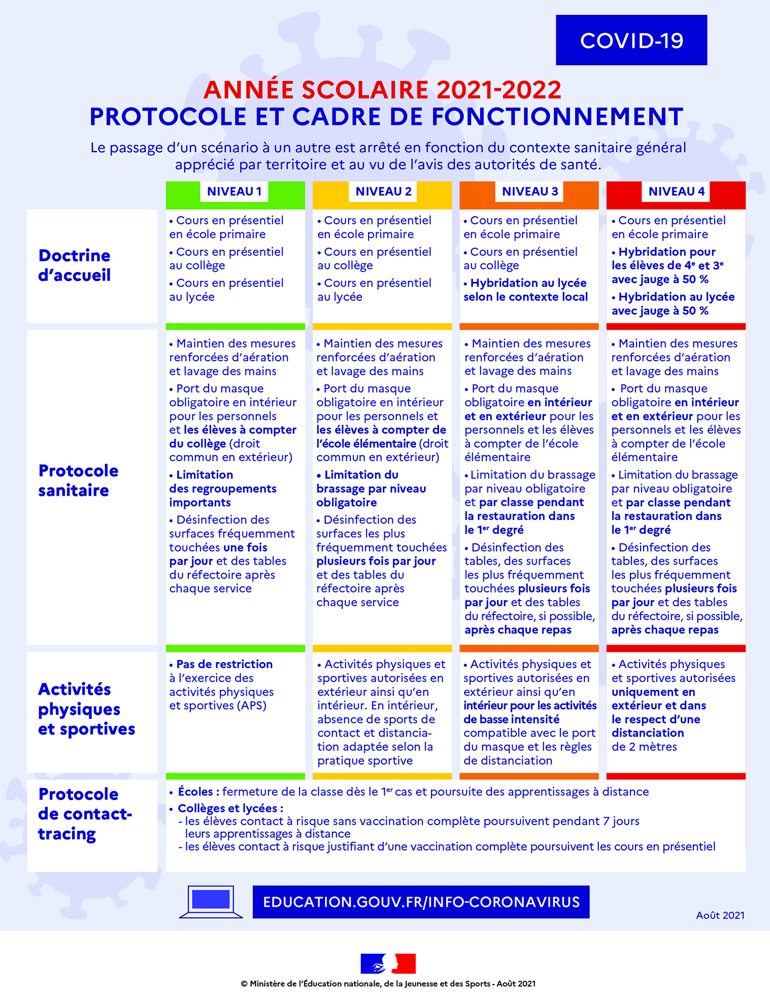 COVID-19
ANNÉE SCOLAIRE 2021-2022
PROTOCOLE ET CADRE DE FONCTIONNEMENT
Le passage d’un scénario à un autre est arrêté en fonction du contexte sanitaire général
apprécié par territoire et au vu de l’avis des autorités de santé.
NIVEAU 1
NIVEAU 2
NIVEAU 3
NIVEAU 4
Doctrine
d’accueil
• Cours en présentiel
en école primaire
• Cours en présentiel
au collège
• Cours en présentiel
au lycée
• Cours en présentiel
en école primaire
• Cours en présentiel
au collège
• Cours en présentiel
au lycée
• Cours en présentiel
en école primaire
• Cours en présentiel
au collège
• Hybridation au lycée
selon le contexte local
• Cours en présentiel
en école primaire
• Hybridation pour
les élèves de 4e et 3e
avec jauge à 50 %
• Hybridation au lycée
avec jauge à 50 %
Protocole
sanitaire
• Maintien des mesures
renforcées d’aération
et lavage des mains
• Port du masque
obligatoire en intérieur
pour les personnels
et les élèves à compter
du collège (droit
commun en extérieur)
• Limitation
des regroupements
importants
• Désinfection des
surfaces fréquemment
touchées une fois
par jour et des tables
du réfectoire après
chaque service
• Maintien des mesures
renforcées d’aération
et lavage des mains
• Port du masque
obligatoire en intérieur
pour les personnels et
les élèves à compter de
l’école élémentaire (droit
commun en extérieur)
• Limitation du
brassage par niveau
obligatoire
• Désinfection des
surfaces les plus
fréquemment touchées
plusieurs fois par jour
et des tables du
réfectoire après
chaque service
• Maintien des mesures
renforcées d’aération
et lavage des mains
• Port du masque
obligatoire en intérieur
et en extérieur pour les
personnels et les élèves
à compter de l’école
élémentaire
• Limitation du brassage
par niveau obligatoire
et par classe pendant
la restauration dans
le 1er degré
• Désinfection des
tables, des surfaces
les plus fréquemment
touchées plusieurs fois
par jour et des tables
du réfectoire, si possible,
après chaque repas
• Maintien des mesures
renforcées d’aération
et lavage des mains
• Port du masque
obligatoire en intérieur
et en extérieur pour les
personnels et les élèves
à compter de l’école
élémentaire
• Limitation du brassage
par niveau obligatoire
et par classe pendant
la restauration dans
le 1er degré
• Désinfection des
tables, des surfaces
les plus fréquemment
touchées plusieurs fois
par jour et des tables
du réfectoire, si possible,
après chaque repas
Activités
physiques
et sportives
• Pas de restriction
à l’exercice des
activités physiques
et sportives (APS)
• Activités physiques et
sportives autorisées en
extérieur ainsi qu’en
intérieur. En intérieur,
absence de sports de
contact et distancia-
tion adaptée selon la
pratique sportive
• Activités physiques et
sportives autorisées en
extérieur ainsi qu’en
intérieur pour les activités
de basse intensité
compatible avec le port
du masque et les règles
de distanciation
• Activités physiques
et sportives autorisées
uniquement en
extérieur et dans
le respect d’une
distanciation
de 2 mètres
Protocole
de contact-
tracing
• Écoles : fermeture de la classe dès le 1er cas et poursuite des apprentissages à distance
• Collèges et lycées :
- les élèves contact à risque sans vaccination complète poursuivent pendant 7 jours
leurs apprentissages à distance
- les élèves contact à risque justifiant d’une vaccination complète poursuivent les cours en présentiel
EDUCATION.GOUV.FR/INFO-CORONAVIRUS
Août 2021
© Ministère de l’Éducation nationale, de la Jeunesse et des Sports - Août 2021